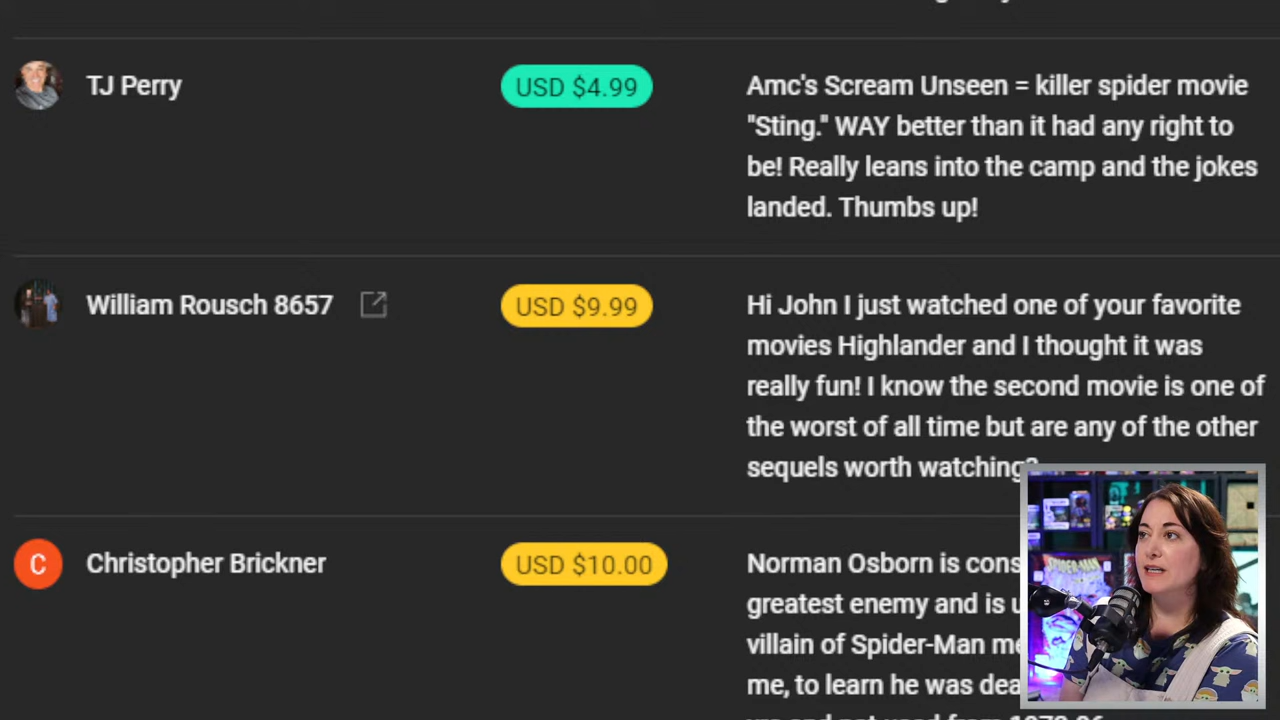 TJ Perry
USD $4.99
Amc's Scream Unseen = killer spider movie
"Sting." WAY better than it had any right to
be! Really leans into the camp and the jokes
landed. Thumbs up!
William Rousch 8657
USD $9.99
Hi John I just watched one of your favorite
movies Highlander and I thought it was
really fun! I know the second movie is one of
the worst of all time but are any of the other
sequels worth watching?
C
Christopher Brickner
USD $10.00
Norman Osborn is
greatest enemy and is
villain of Spider-Man
me, to learn he was
SPIDER-MAN